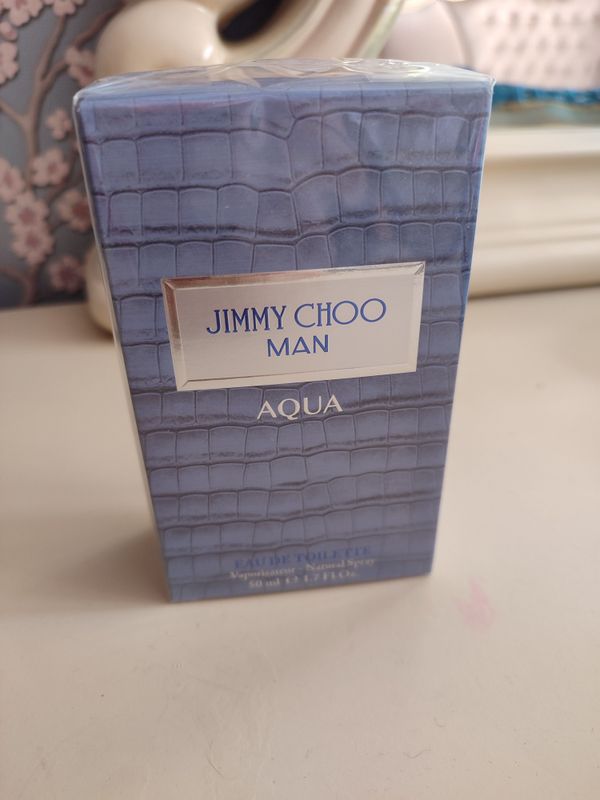 JIMMY CHOO
MAN
AQUA
EAU DE TOILETTE
Vaporisateur - Natural Spray
50 ml ℮ 1.7 Fl Oz.